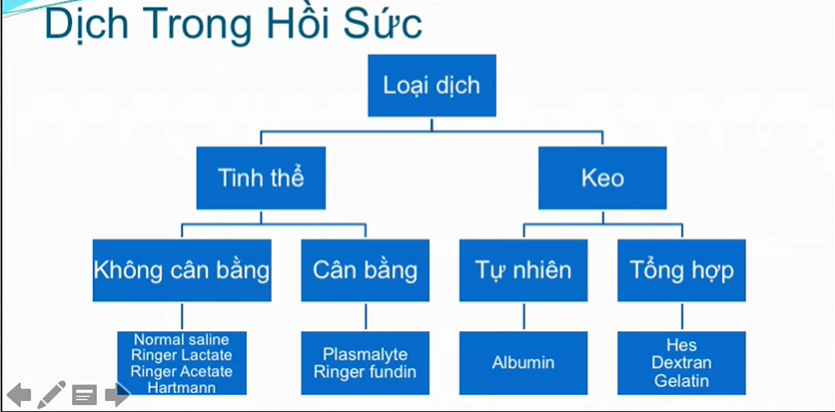 Dịch Trong Hồi Sức
Loại dịch
Tinh thể
Keo
Không cân bằng
Cân bằng
Tự nhiên
Tổng hợp
Normal saline
Ringer Lactate
Ringer Acetate
Hartmann
Plasmalyte
Ringer fundin
Albumin
Hes
Dextran
Gelatin